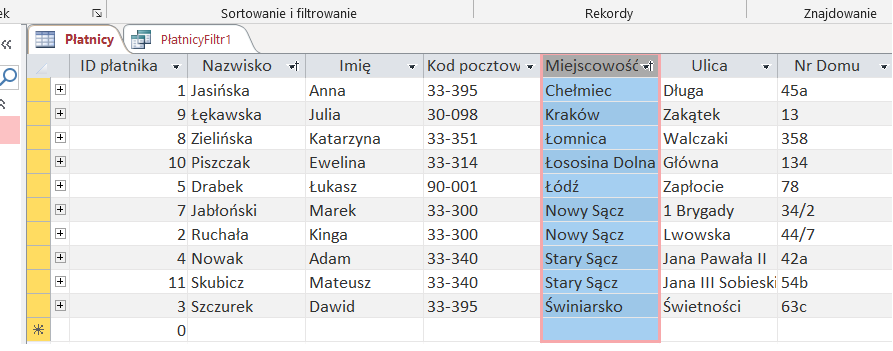 ek Sortowanie i filtrowanie Rekordy Znajdowanie
Płatnicy PłatnicyFiltr1
ID płatnika Nazwisko Imię Kod pocztow Miejscowość Ulica Nr Domu
1 Jasińska Anna 33-395 Chełmiec Długa 45a
9 Łękawska Julia 30-098 Kraków Zakątek 13
8 Zielińska Katarzyna 33-351 Łomnica Walczaki 358
10 Piszczak Ewelina 33-314 Łososina Dolna Główna 134
5 Drabek Łukasz 90-001 Łódź Zapłocie 78
7 Jabłoński Marek 33-300 Nowy Sącz 1 Brygady 34/2
2 Ruchała Kinga 33-300 Nowy Sącz Lwowska 44/7
4 Nowak Adam 33-340 Stary Sącz Jana Pawała II 42a
11 Skubicz Mateusz 33-340 Stary Sącz Jana III Sobieski 54b
3 Szczurek Dawid 33-395 Świniarsko Świetności 63c
0